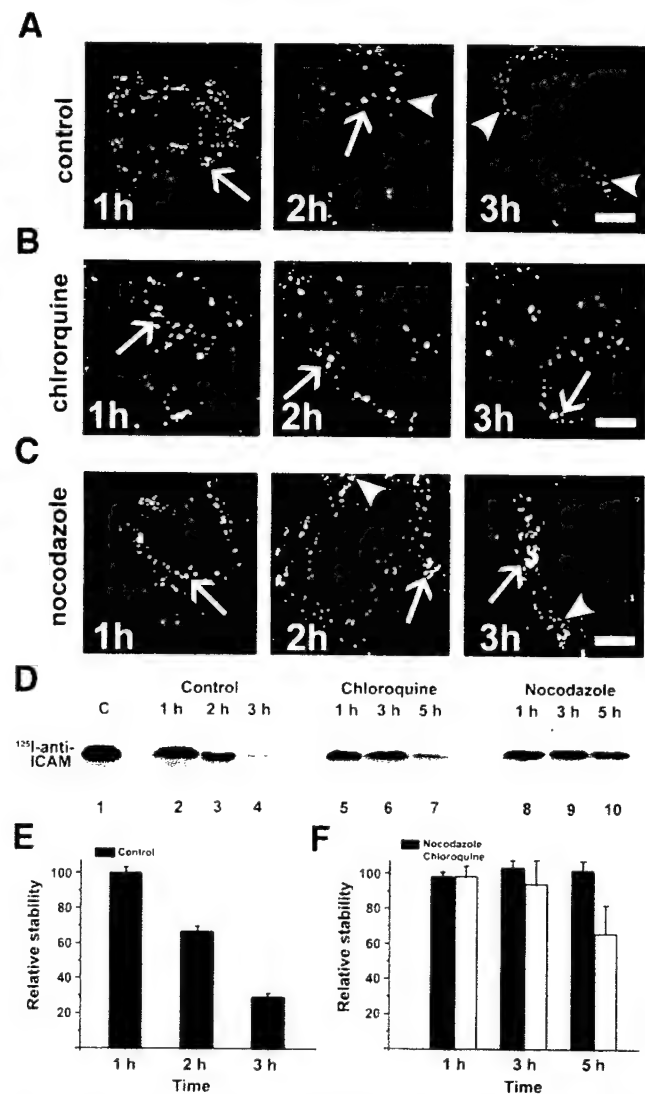 A
control
1h
2h
3h
B
chlrorquine
1h
2h
3h
C
nocodazole
1h
2h
3h
D
Control
Chloroquine
Nocodazole
C
1 h
2 h
3 h
1 h
3 h
5 h
1 h
3 h
5 h
125I-anti-
ICAM
1
2
3
4
5
6
7
8
9
10
E
Control
Relative stability
100
80
60
40
20
1 h
2 h
3 h
Time
F
Nocodazole
Chloroquine
Relative stability
100
80
60
40
20
1 h
3 h
5 h
Time